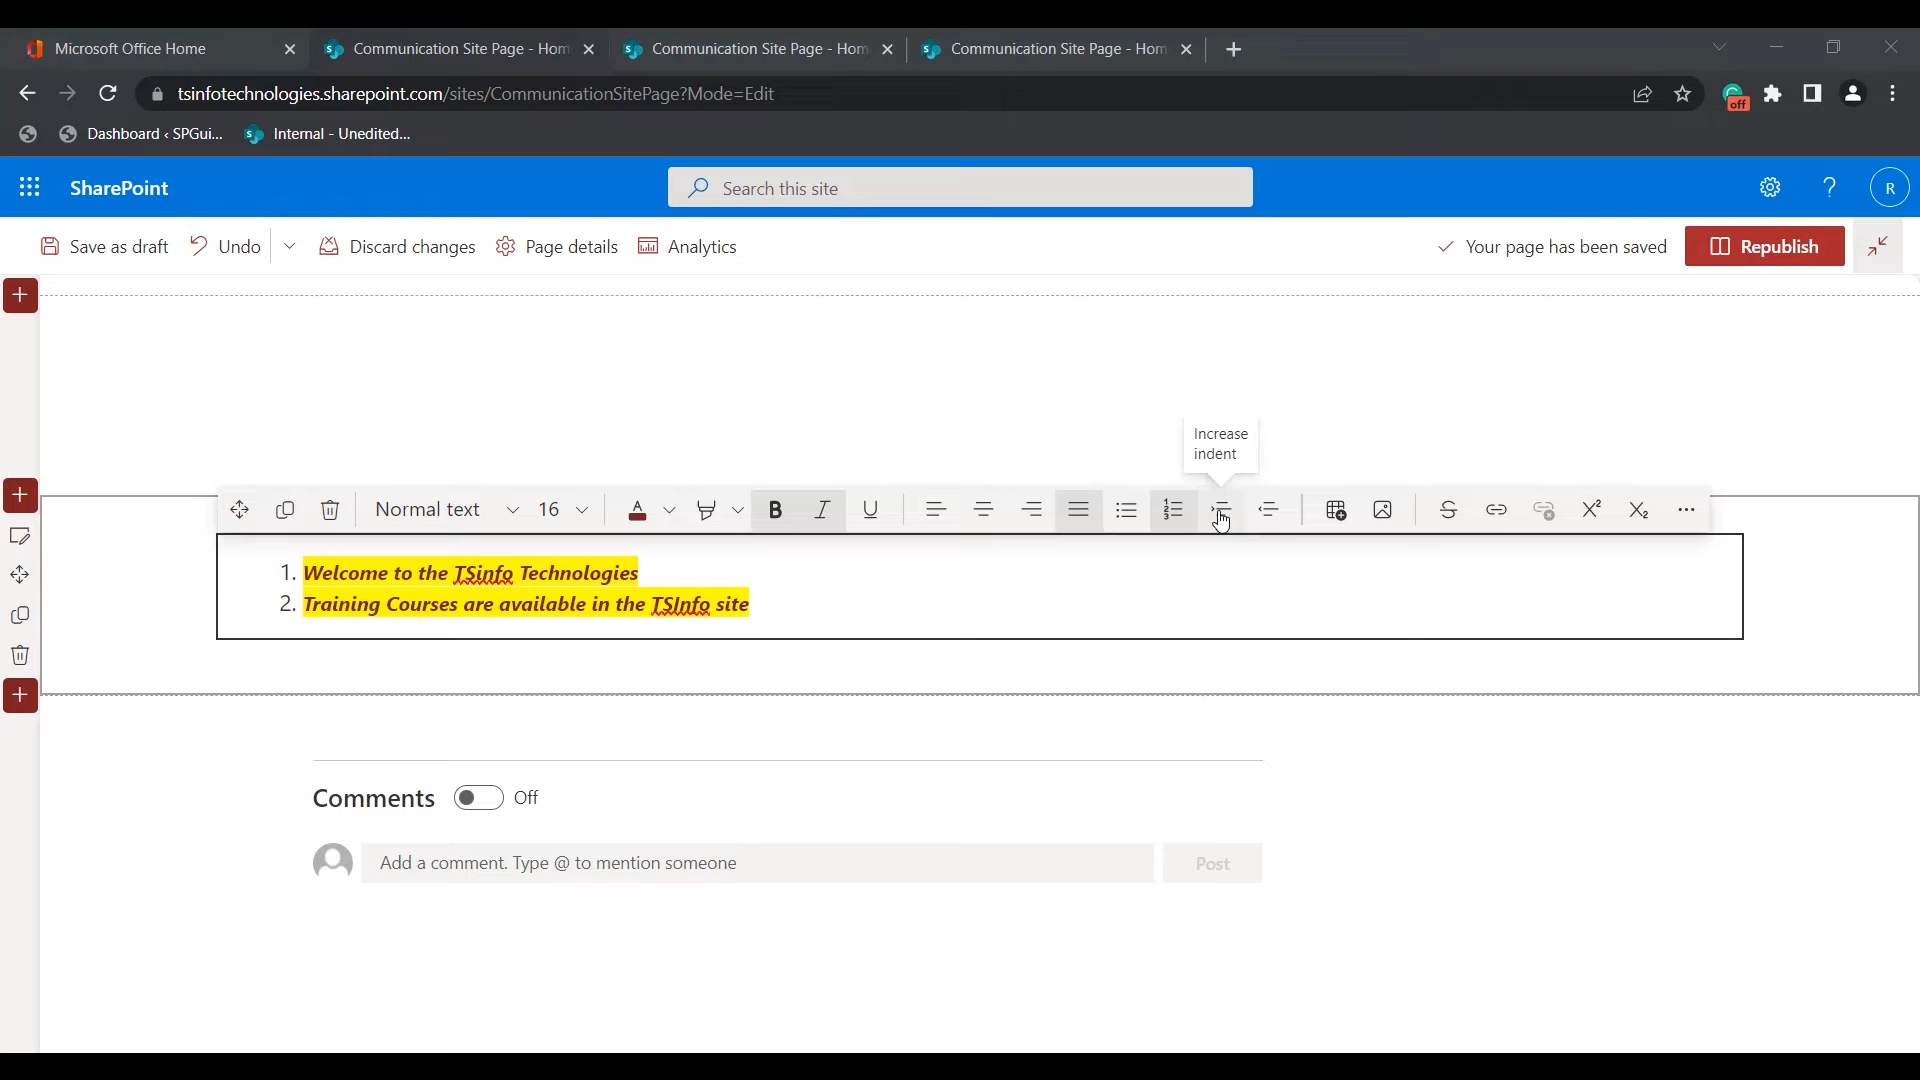 Microsoft Office Home
Communication Site Page - Hom
Communication Site Page - Hom
Communication Site Page - Hom
tsinfotechnologies.sharepoint.com/sites/CommunicationSitePage?Mode=Edit
off
Dashboard ‹ SPGui...
Internal - Unedited...
SharePoint
Search this site
R
Save as draft
Undo
Discard changes
Page details
Analytics
Your page has been saved
Republish
Increase
indent
Normal text
16
1. Welcome to the TSinfo Technologies
2. Training Courses are available in the TSInfo site
Comments
Off
Add a comment. Type @ to mention someone
Post